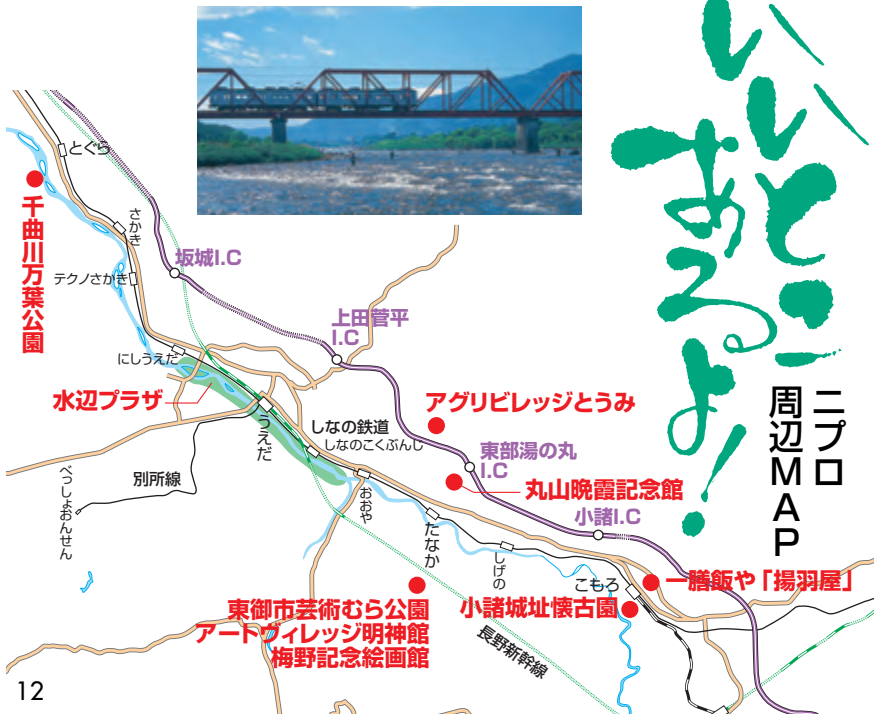 いいとこ
あるよ!
ニプロ
周辺MAP
とぐら
千曲川万葉公園
さかき
坂城I.C
テクノさかき
上田菅平
I.C
にしうえだ
水辺プラザ
アグリビレッジとうみ
うえだ
しなの鉄道
しなのこくぶんじ
東部湯の丸
I.C
別所線
べっしょおんせん
おおや
丸山晩霞記念館
たなか
小諸I.C
しげの
こもろ
一膳飯や「揚羽屋」
東御市芸術むら公園
アートヴィレッジ明神館
梅野記念絵画館
小諸城址懐古園
長野新幹線
12